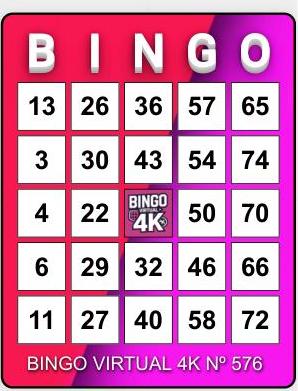 B I N G O
13 26 36 57 65
3 30 43 54 74
4 22 BINGO VIRTUAL 4K 50 70
6 29 32 46 66
11 27 40 58 72
BINGO VIRTUAL 4K Nº 576